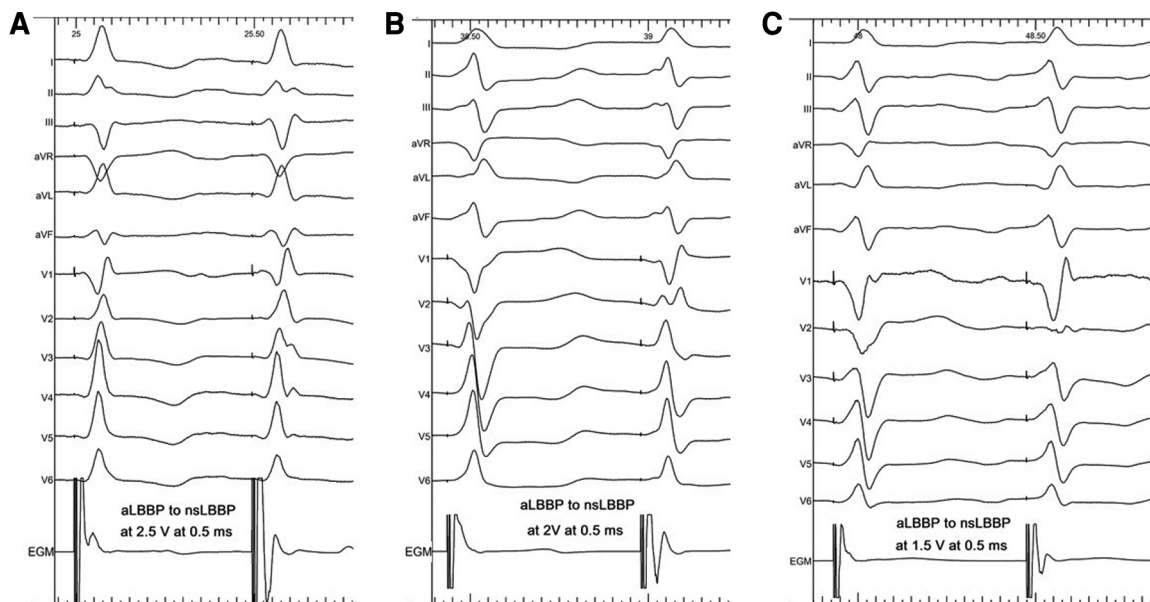 A
25
25.50
I
II
III
aVR
aVL
aVF
V1
V2
V3
V4
V5
V6
aLBBP to nsLBBP
at 2.5 V at 0.5 ms
EGM
B
38.50
39
I
II
III
aVR
aVL
aVF
V1
V2
V3
V4
V5
V6
aLBBP to nsLBBP
at 2V at 0.5 ms
EGM
C
48
48.50
I
II
III
aVR
aVL
aVF
V1
V2
V3
V4
V5
V6
aLBBP to nsLBBP
at 1.5 V at 0.5 ms
EGM